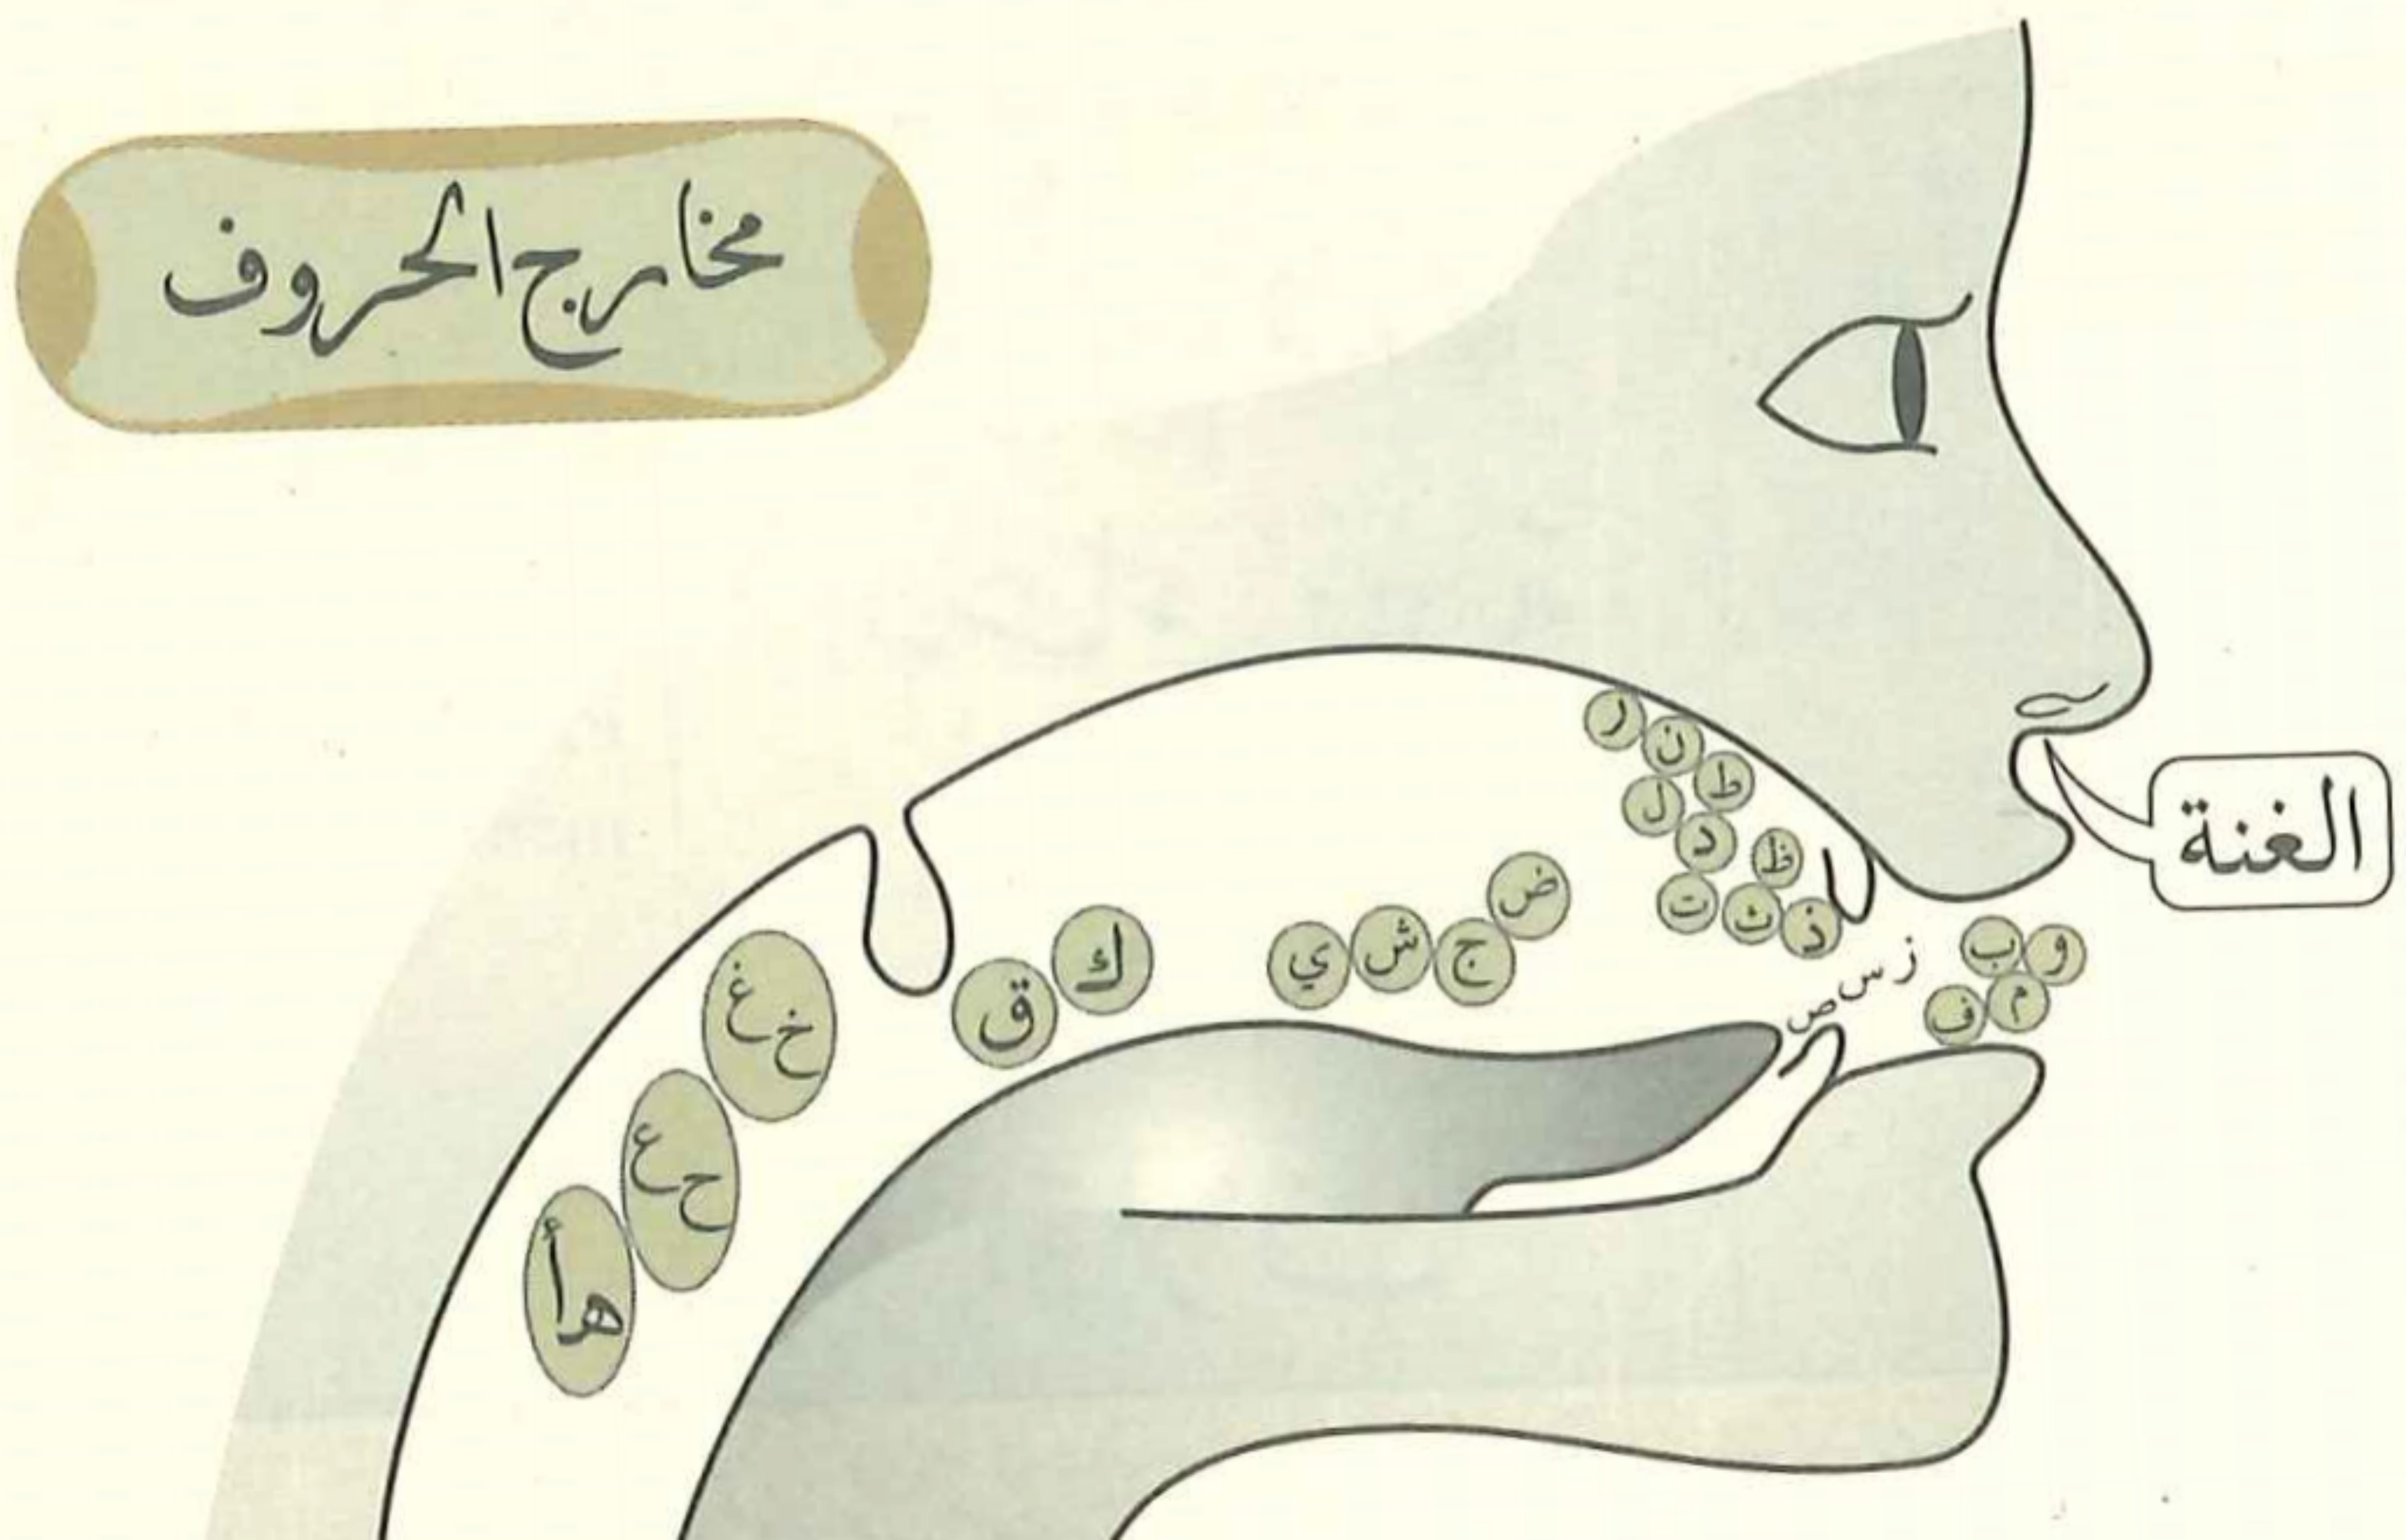 مخارج الحروف
ر
ن
ط
ل
د
ظ
ت
ث
ذ
الغنة
ض
ي ش ج
ك
ق
ز
س
ص
ب و
ف م
غ خ
ع ح
أ هـ